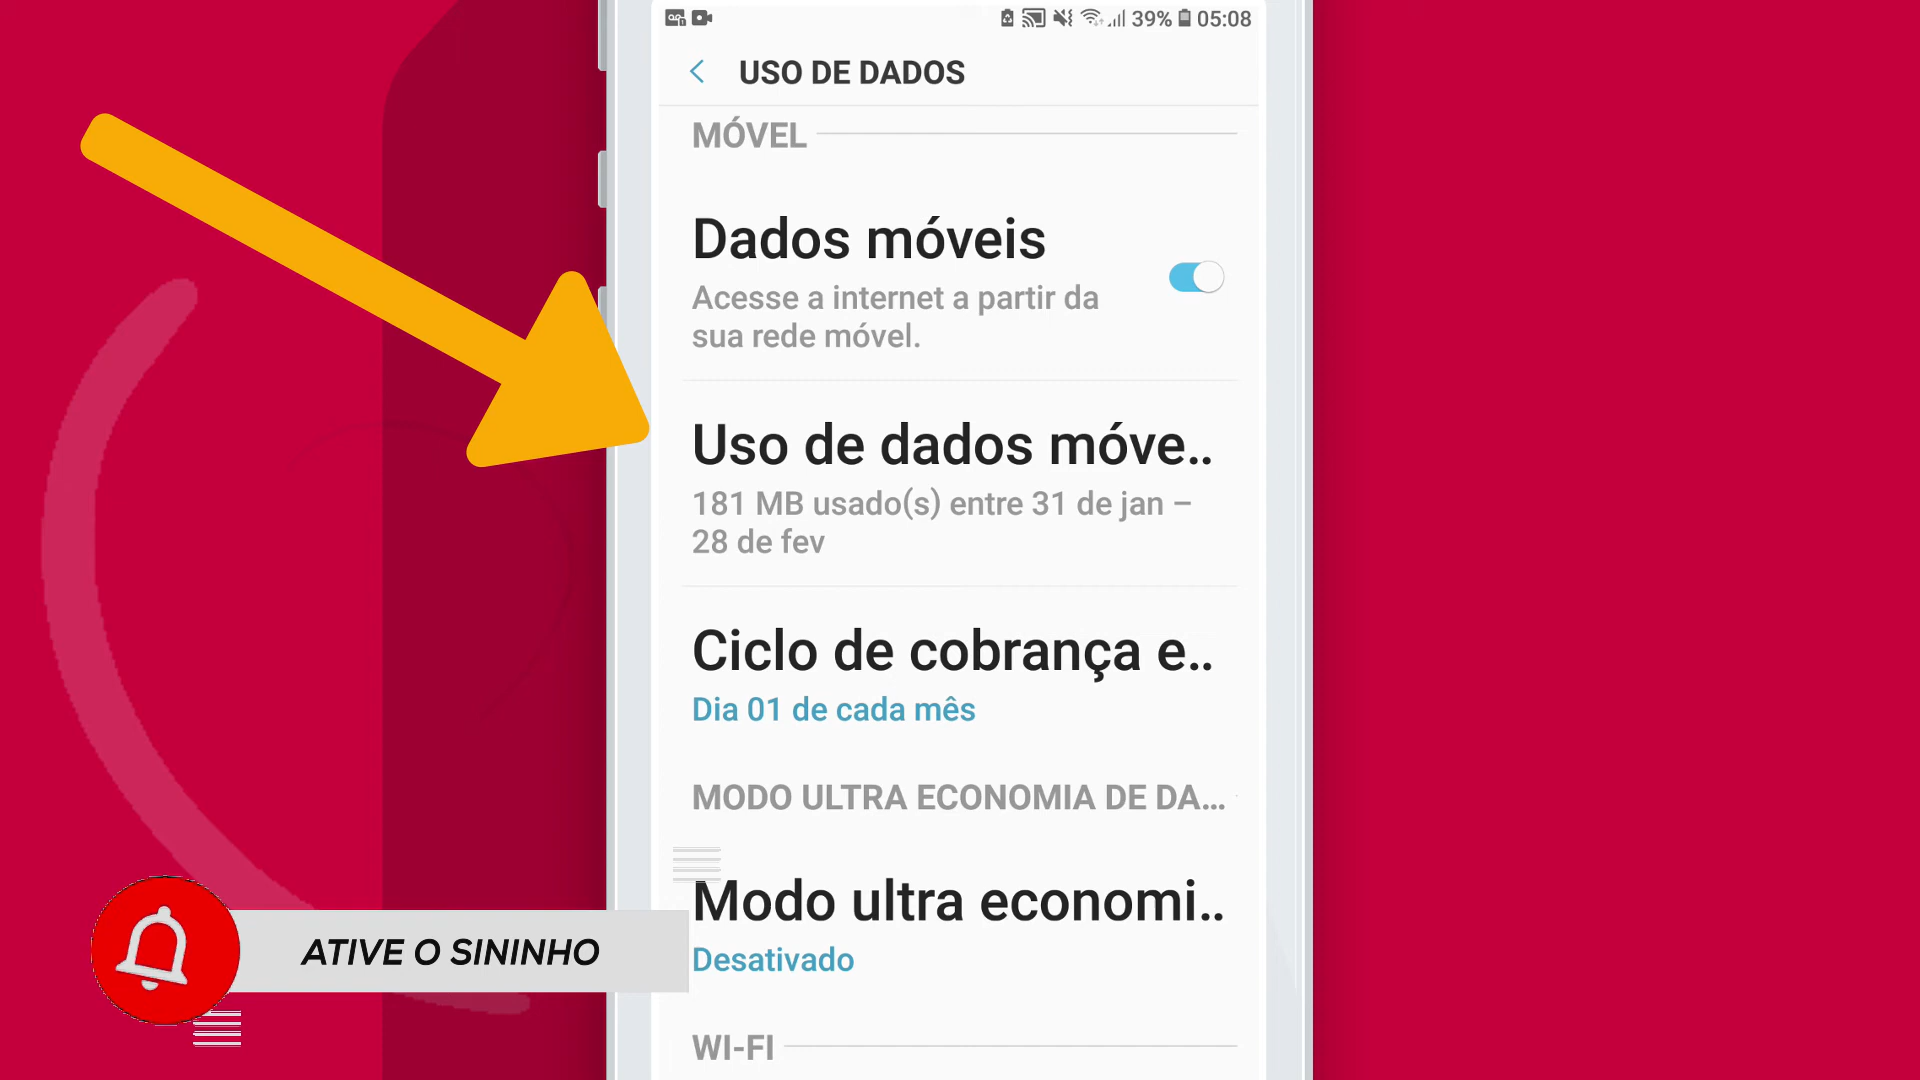 39% 05:08
USO DE DADOS
MÓVEL
Dados móveis
Acesse a internet a partir da
sua rede móvel.
Uso de dados móve..
181 MB usado(s) entre 31 de jan –
28 de fev
Ciclo de cobrança e..
Dia 01 de cada mês
MODO ULTRA ECONOMIA DE DA...
Modo ultra economi..
Desativado
ATIVE O SININHO
WI-FI